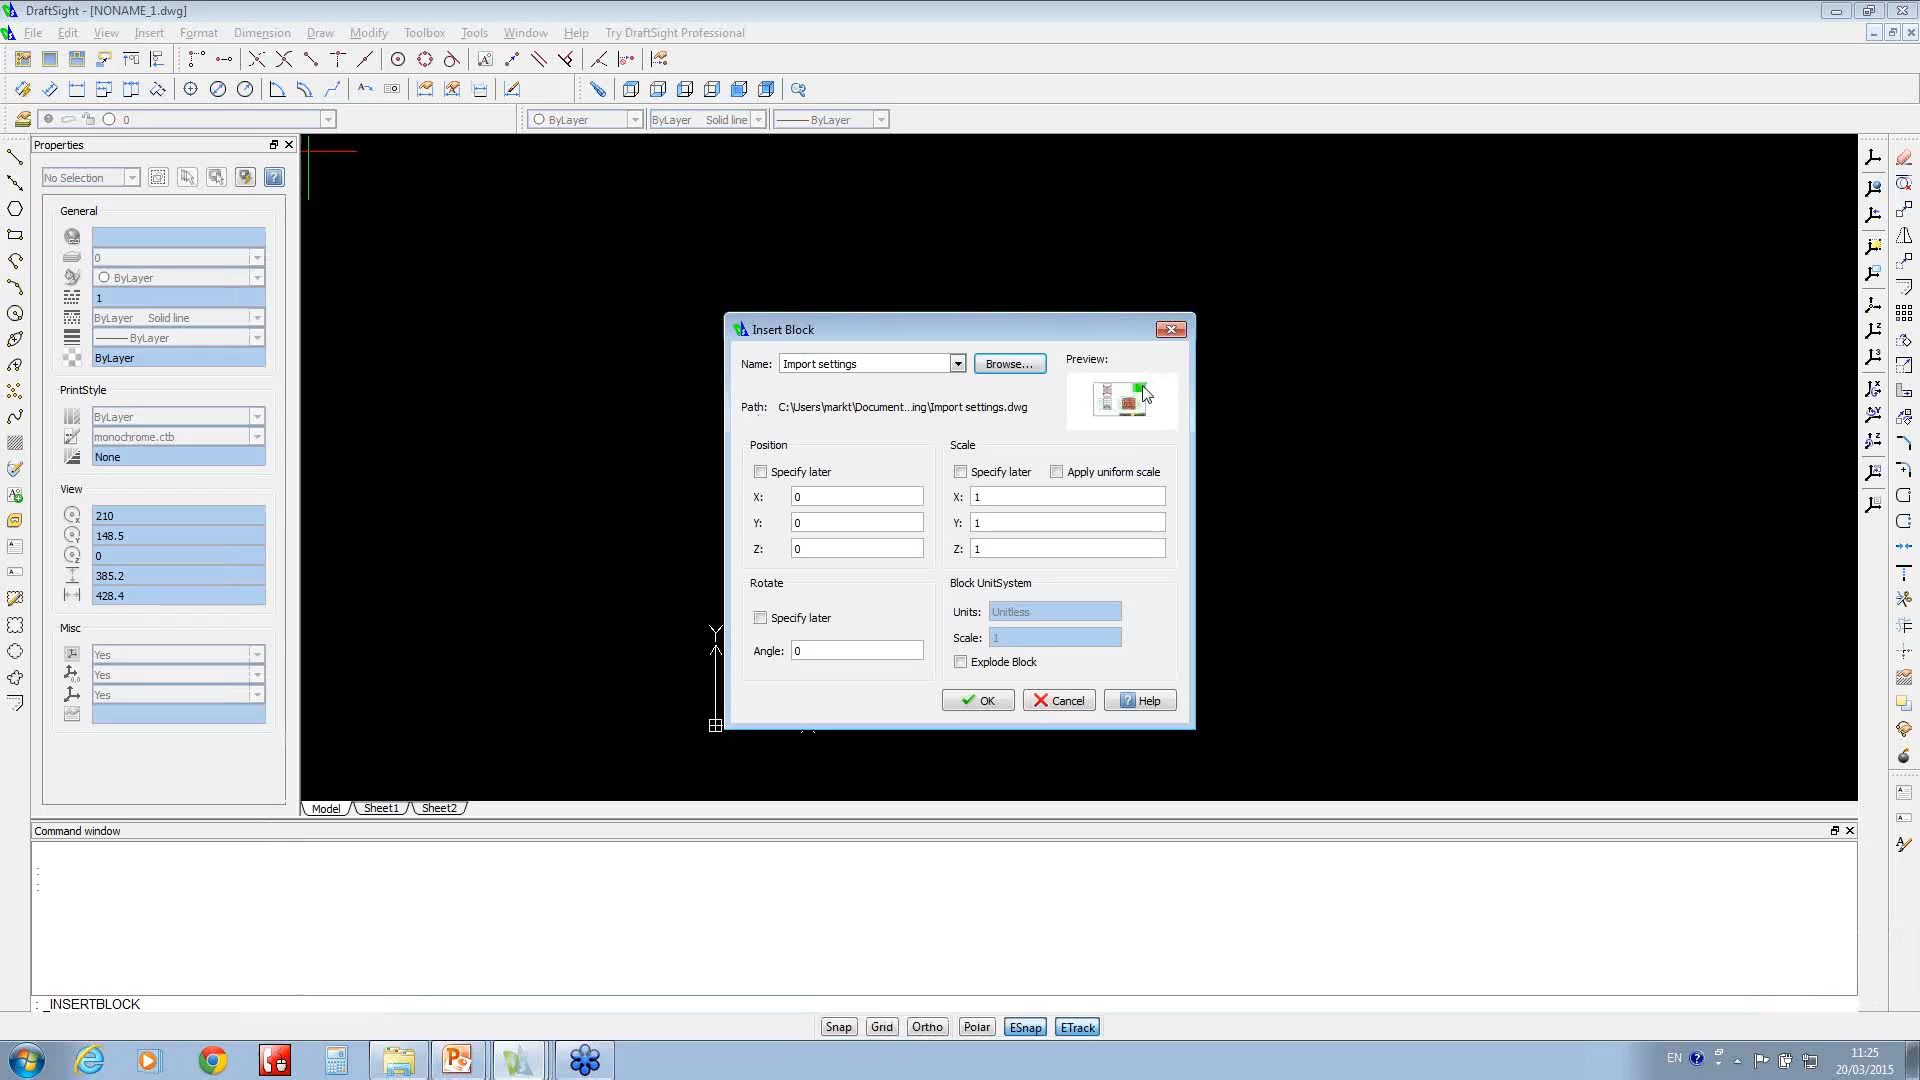 DraftSight - [NONAME_1.dwg]
File Edit View Insert Format Dimension Draw Modify Toolbox Tools Window Help Try DraftSight Professional
0 ByLayer ByLayer Solid line ByLayer
Properties
No Selection
General
0
ByLayer
1
ByLayer Solid line
ByLayer
ByLayer
PrintStyle
ByLayer
monochrome.ctb
None
View
210
148.5
0
385.2
428.4
Misc
Yes
Yes
Yes
Insert Block
Name: Import settings Browse... Preview:
Path: C:\Users\markt\Document...ing\Import settings.dwg
Position Scale
Specify later Specify later Apply uniform scale
X: 0 X: 1
Y: 0 Y: 1
Z: 0 Z: 1
Rotate Block UnitSystem
Specify later Units: Unitless
Angle: 0 Scale: 1
Explode Block
OK Cancel Help
Y
Model Sheet1 Sheet2
Command window
:
:
: _INSERTBLOCK
Snap Grid Ortho Polar ESnap ETrack
EN 11:25
20/03/2015